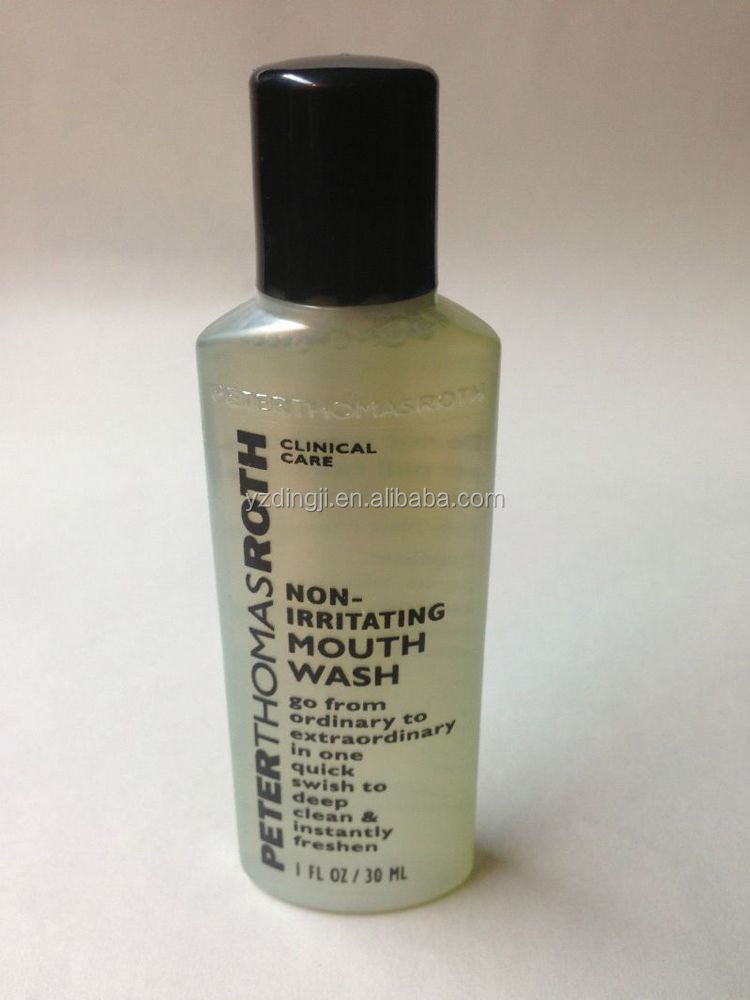 PETERTHOMASROTH
CLINICAL
CARE
yzdingji.en.alibaba.com
PETERTHOMASROTH
NON-
IRRITATING
MOUTH
WASH
go from
ordinary to
extraordinary
in one
quick
swish to
deep
clean &
instantly
freshen
1 FL OZ / 30 ML